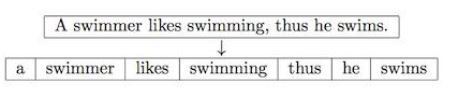 A swimmer likes swimming, thus he swims.
↓
a swimmer likes swimming thus he swims